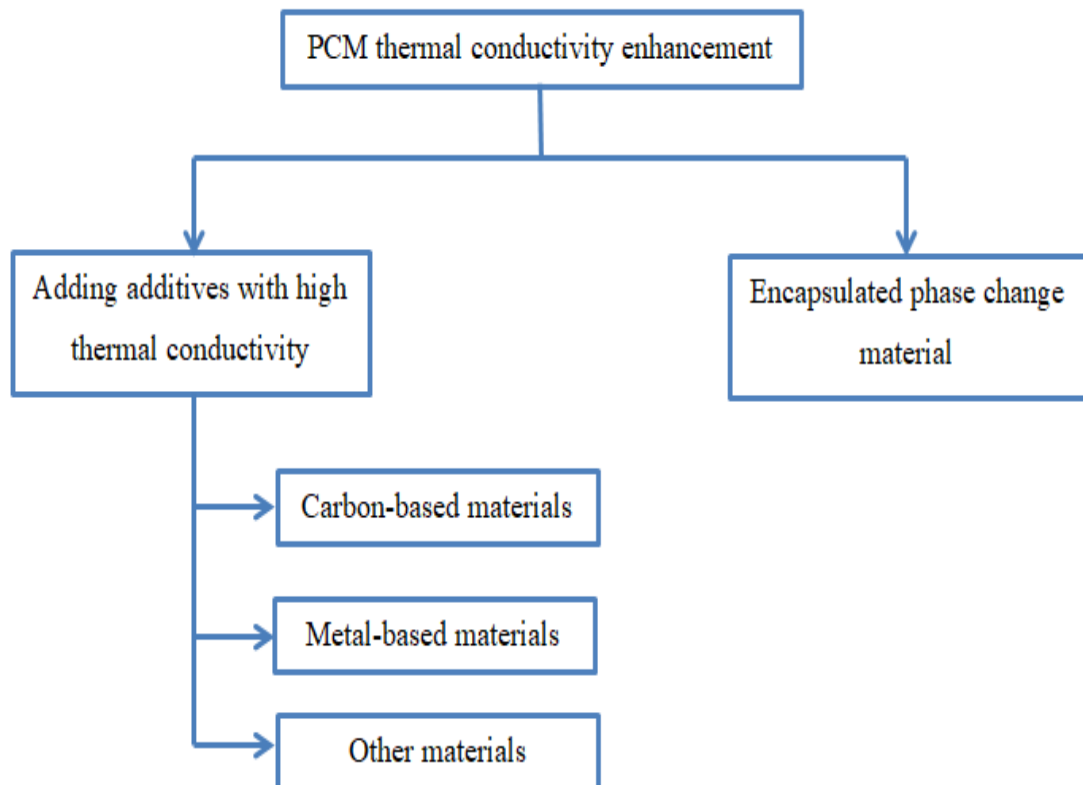 PCM thermal conductivity enhancement
Adding additives with high
thermal conductivity
Encapsulated phase change
material
Carbon-based materials
Metal-based materials
Other materials